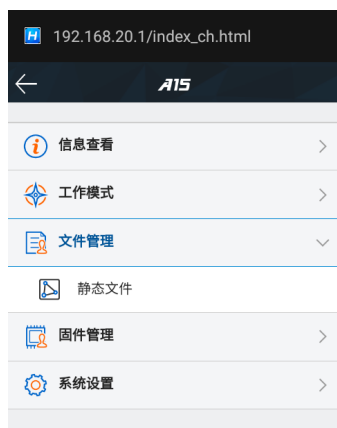 192.168.20.1/index_ch.html
A15
信息查看
工作模式
文件管理
静态文件
固件管理
系统设置